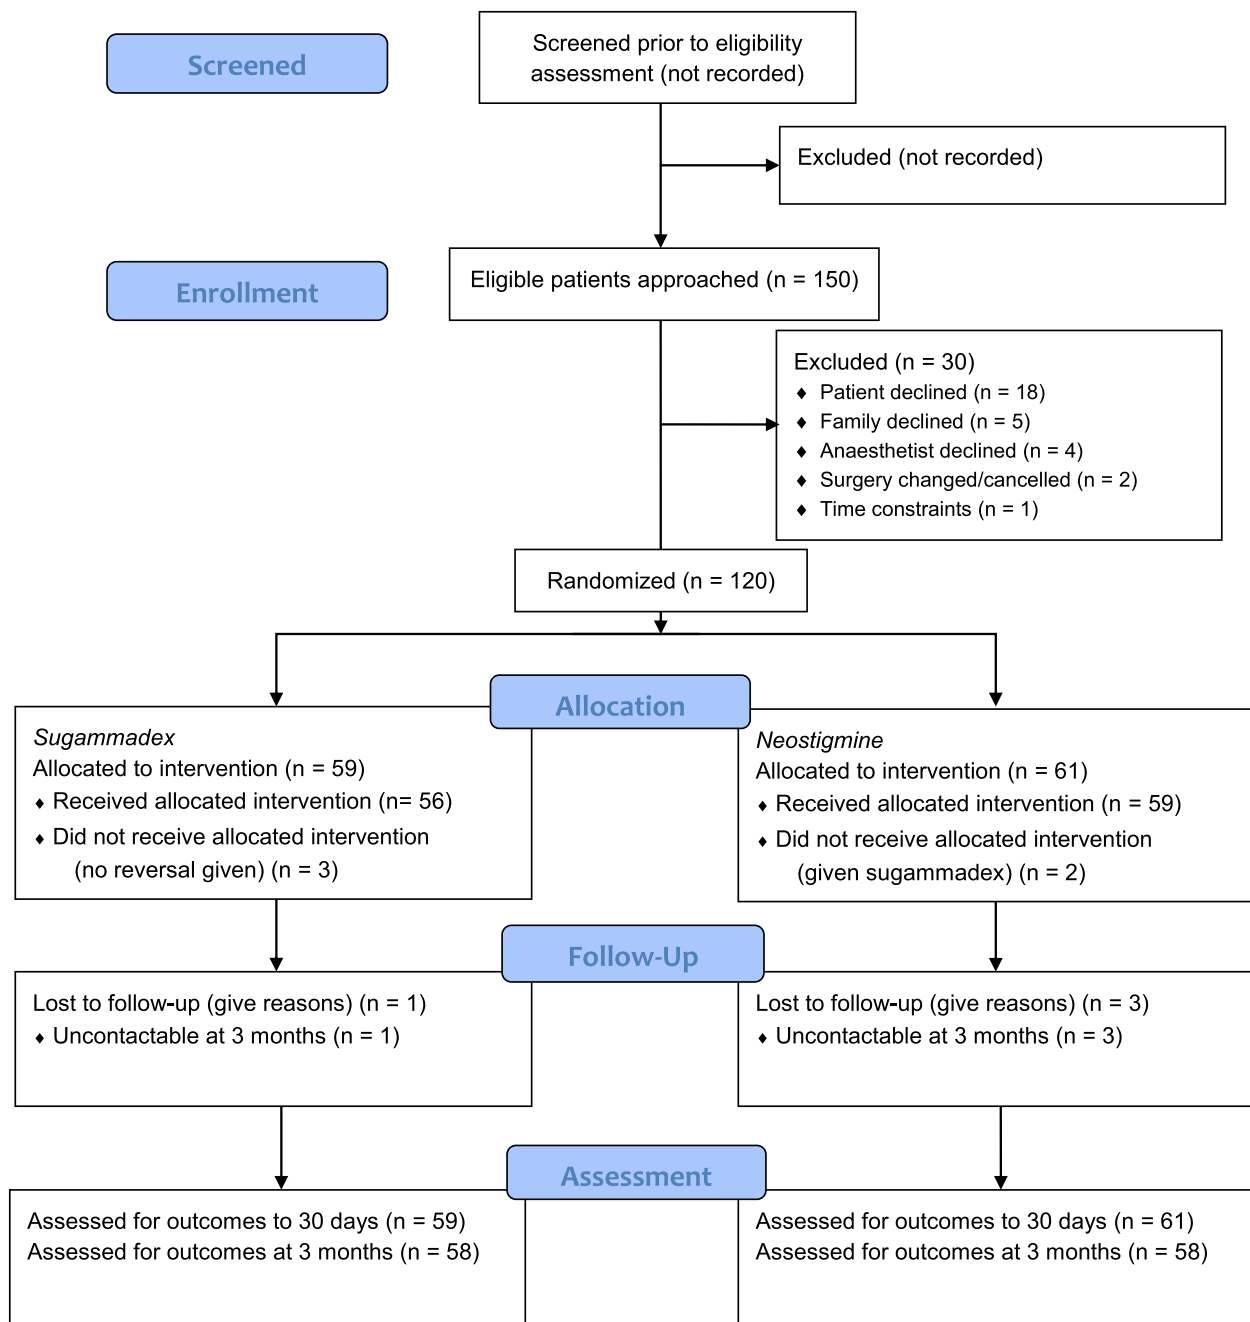 Screened
Screened prior to eligibility
assessment (not recorded)
Excluded (not recorded)
Enrollment
Eligible patients approached (n = 150)
Excluded (n = 30)
♦ Patient declined (n = 18)
♦ Family declined (n = 5)
♦ Anaesthetist declined (n = 4)
♦ Surgery changed/cancelled (n = 2)
♦ Time constraints (n = 1)
Randomized (n = 120)
Allocation
Sugammadex
Allocated to intervention (n = 59)
♦ Received allocated intervention (n= 56)
♦ Did not receive allocated intervention
(no reversal given) (n = 3)
Neostigmine
Allocated to intervention (n = 61)
♦ Received allocated intervention (n = 59)
♦ Did not receive allocated intervention
(given sugammadex) (n = 2)
Follow-Up
Lost to follow-up (give reasons) (n = 1)
♦ Uncontactable at 3 months (n = 1)
Lost to follow-up (give reasons) (n = 3)
♦ Uncontactable at 3 months (n = 3)
Assessment
Assessed for outcomes to 30 days (n = 59)
Assessed for outcomes at 3 months (n = 58)
Assessed for outcomes to 30 days (n = 61)
Assessed for outcomes at 3 months (n = 58)